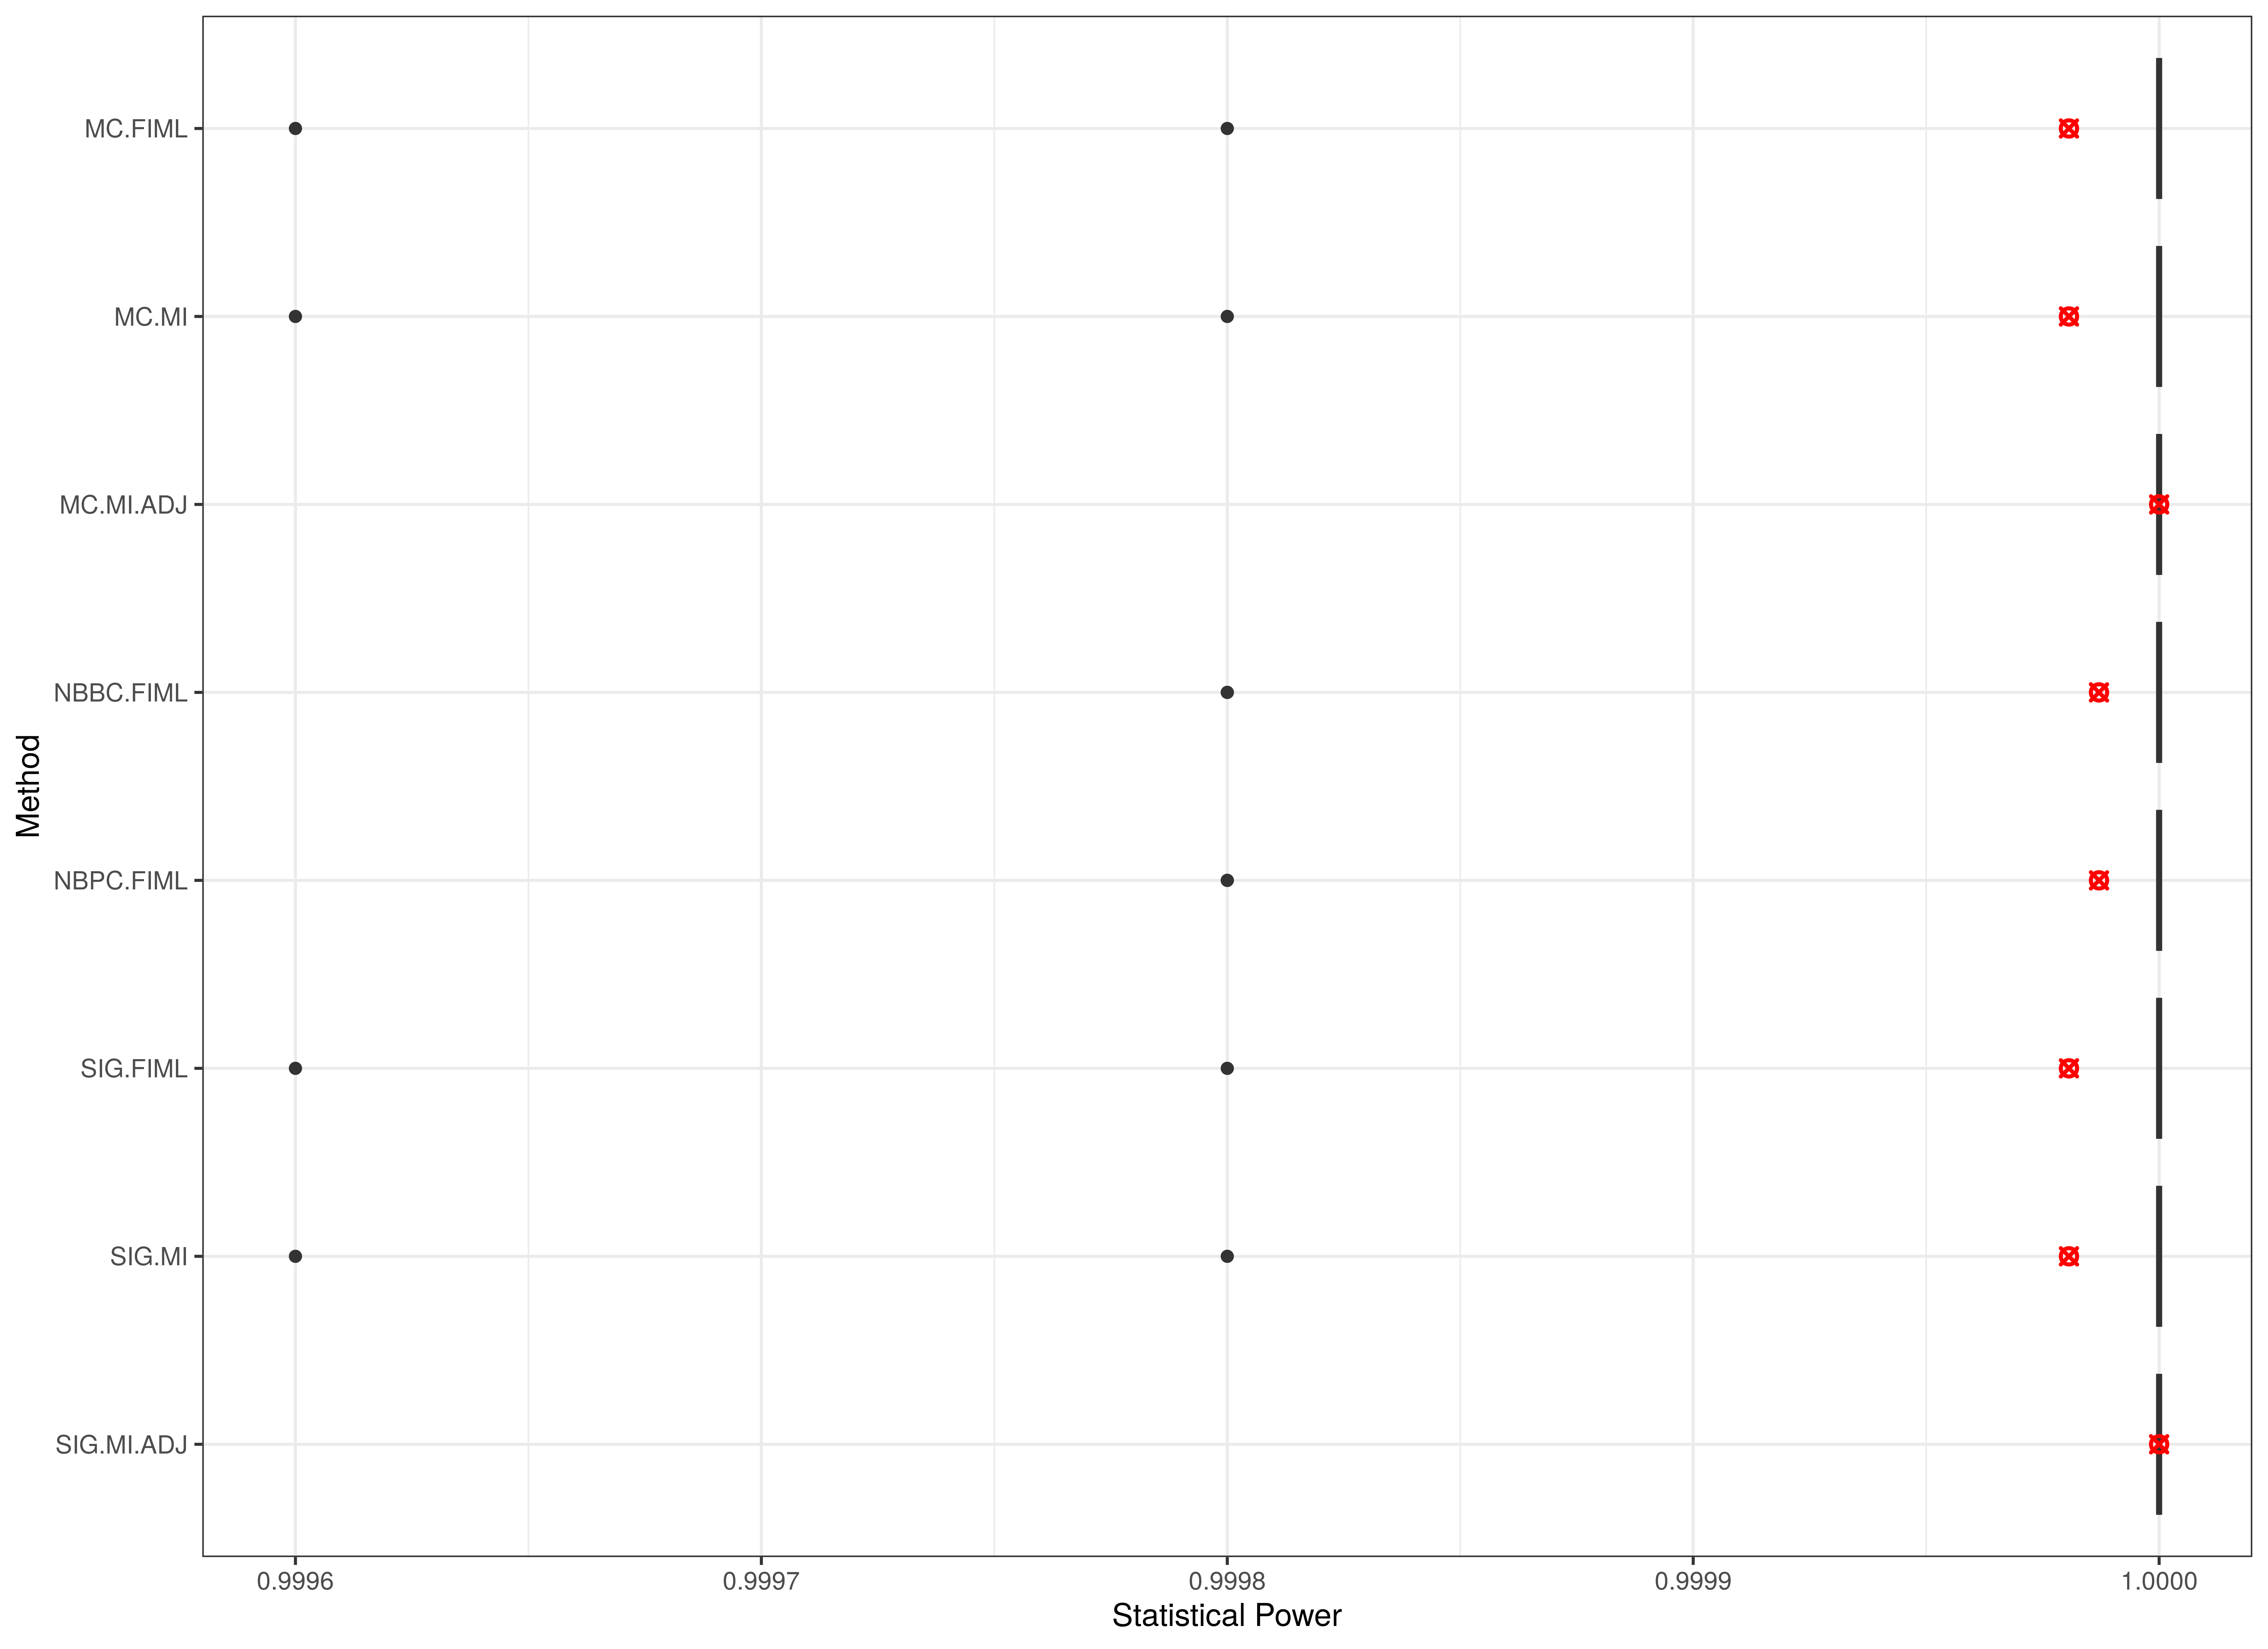 MC.FIML
MC.MI
MC.MI.ADJ
NBBC.FIML
NBPC.FIML
SIG.FIML
SIG.MI
SIG.MI.ADJ
Method
0.9996 0.9997 0.9998 0.9999 1.0000
Statistical Power